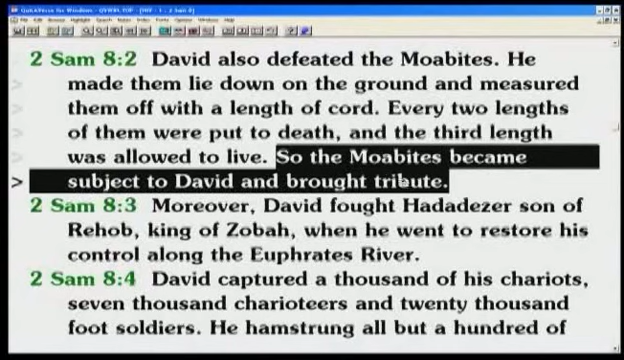 2 Sam 8:2 David also defeated the Moabites. He
made them lie down on the ground and measured
them off with a length of cord. Every two lengths
of them were put to death, and the third length
was allowed to live. So the Moabites became
> subject to David and brought tribute.
2 Sam 8:3 Moreover, David fought Hadadezer son of
Rehob, king of Zobah, when he went to restore his
control along the Euphrates River.
2 Sam 8:4 David captured a thousand of his chariots,
seven thousand charioteers and twenty thousand
foot soldiers. He hamstrung all but a hundred of